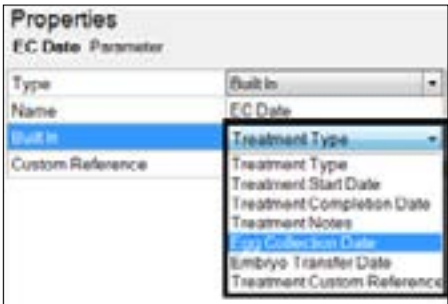 Properties
EC Date Parameter
Type Built In
Name EC Date
Built In Treatment Type
Custom Reference
Treatment Type
Treatment Start Date
Treatment Completion Date
Treatment Notes
Egg Collection Date
Embryo Transfer Date
Treatment Custom Reference